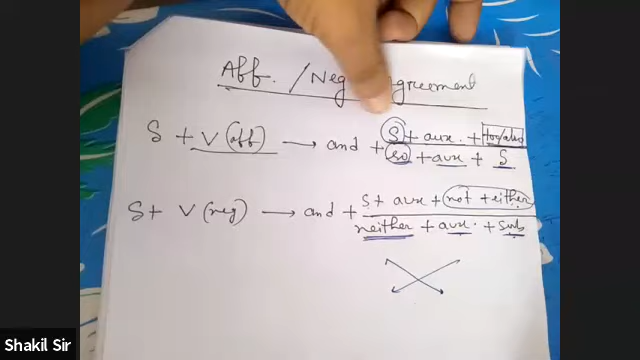 Aff. / Neg Agreement
S + V (aff) → and + S + aux. + too/also
so + aux + S
S + V (neg) → and + S + aux + not + either
neither + aux. + sub
Shakil Sir